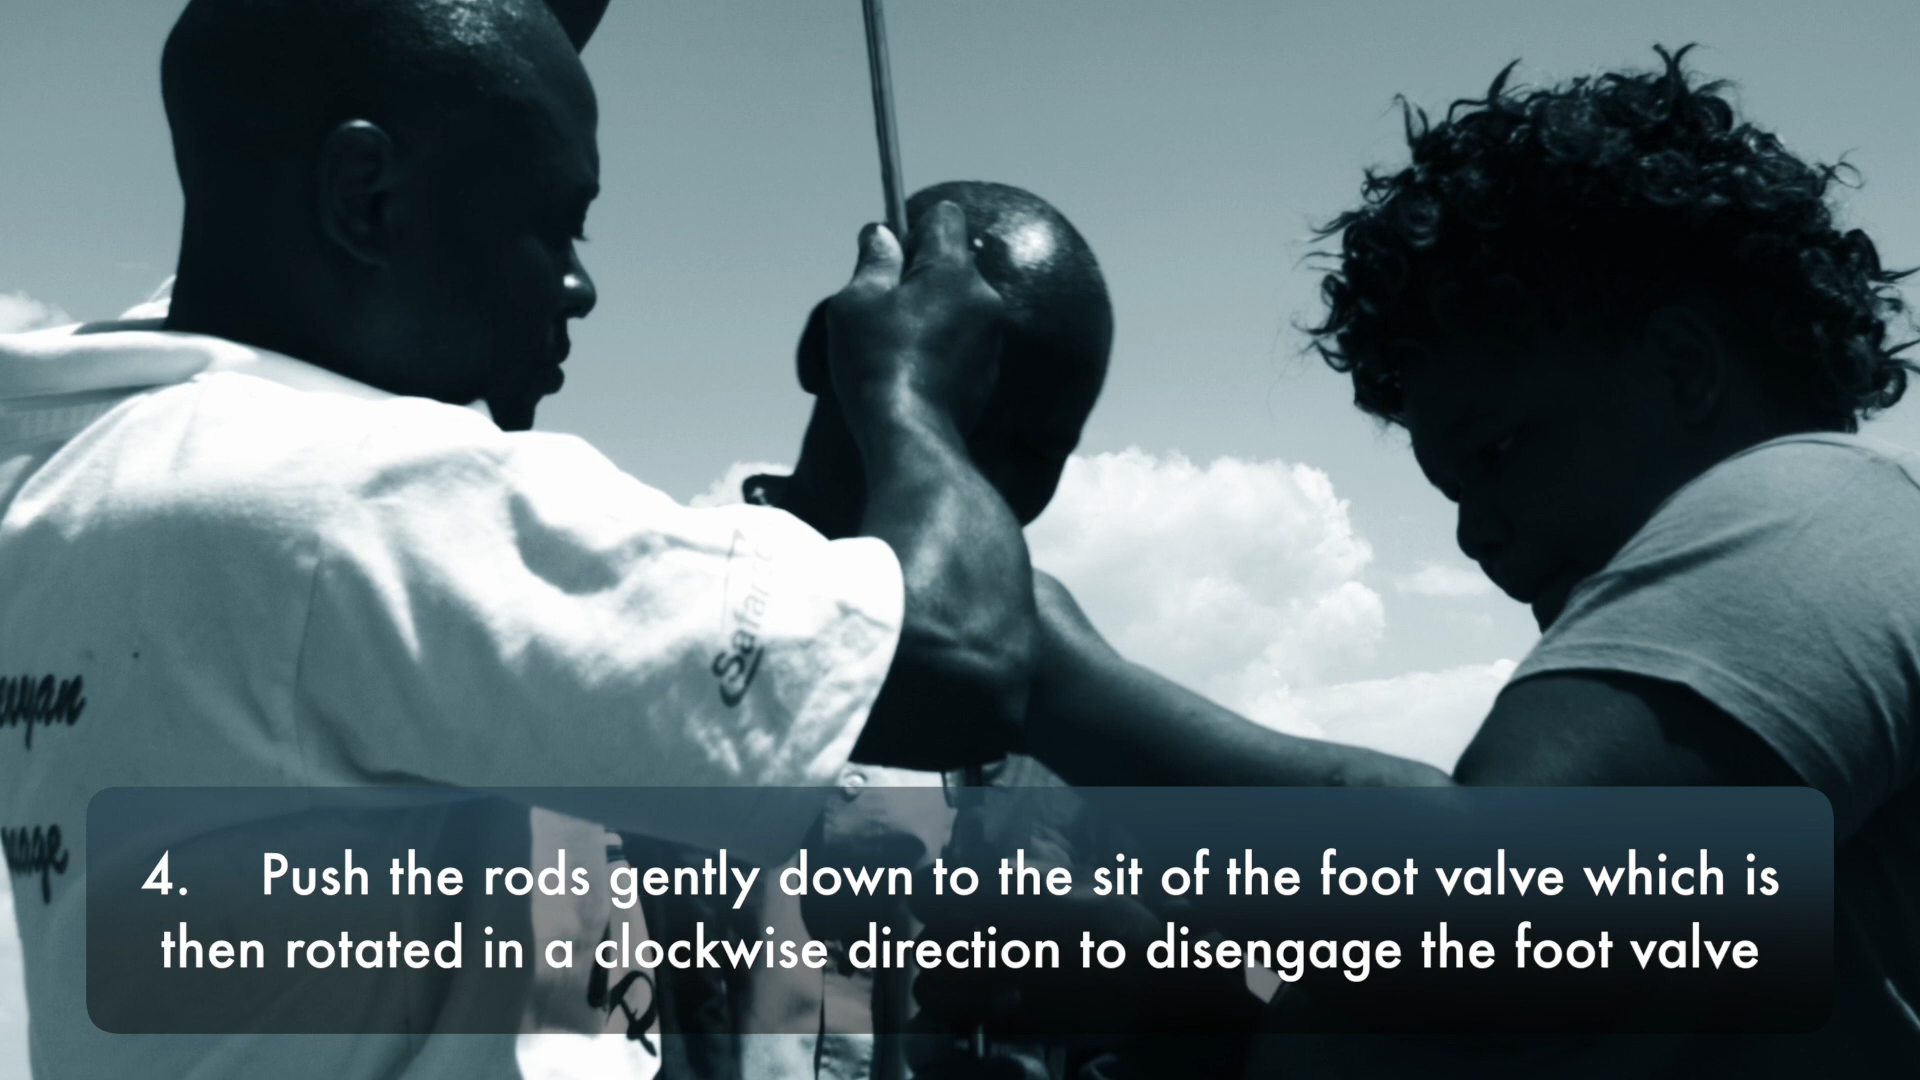 Safari
4. Push the rods gently down to the sit of the foot valve which is
then rotated in a clockwise direction to disengage the foot valve